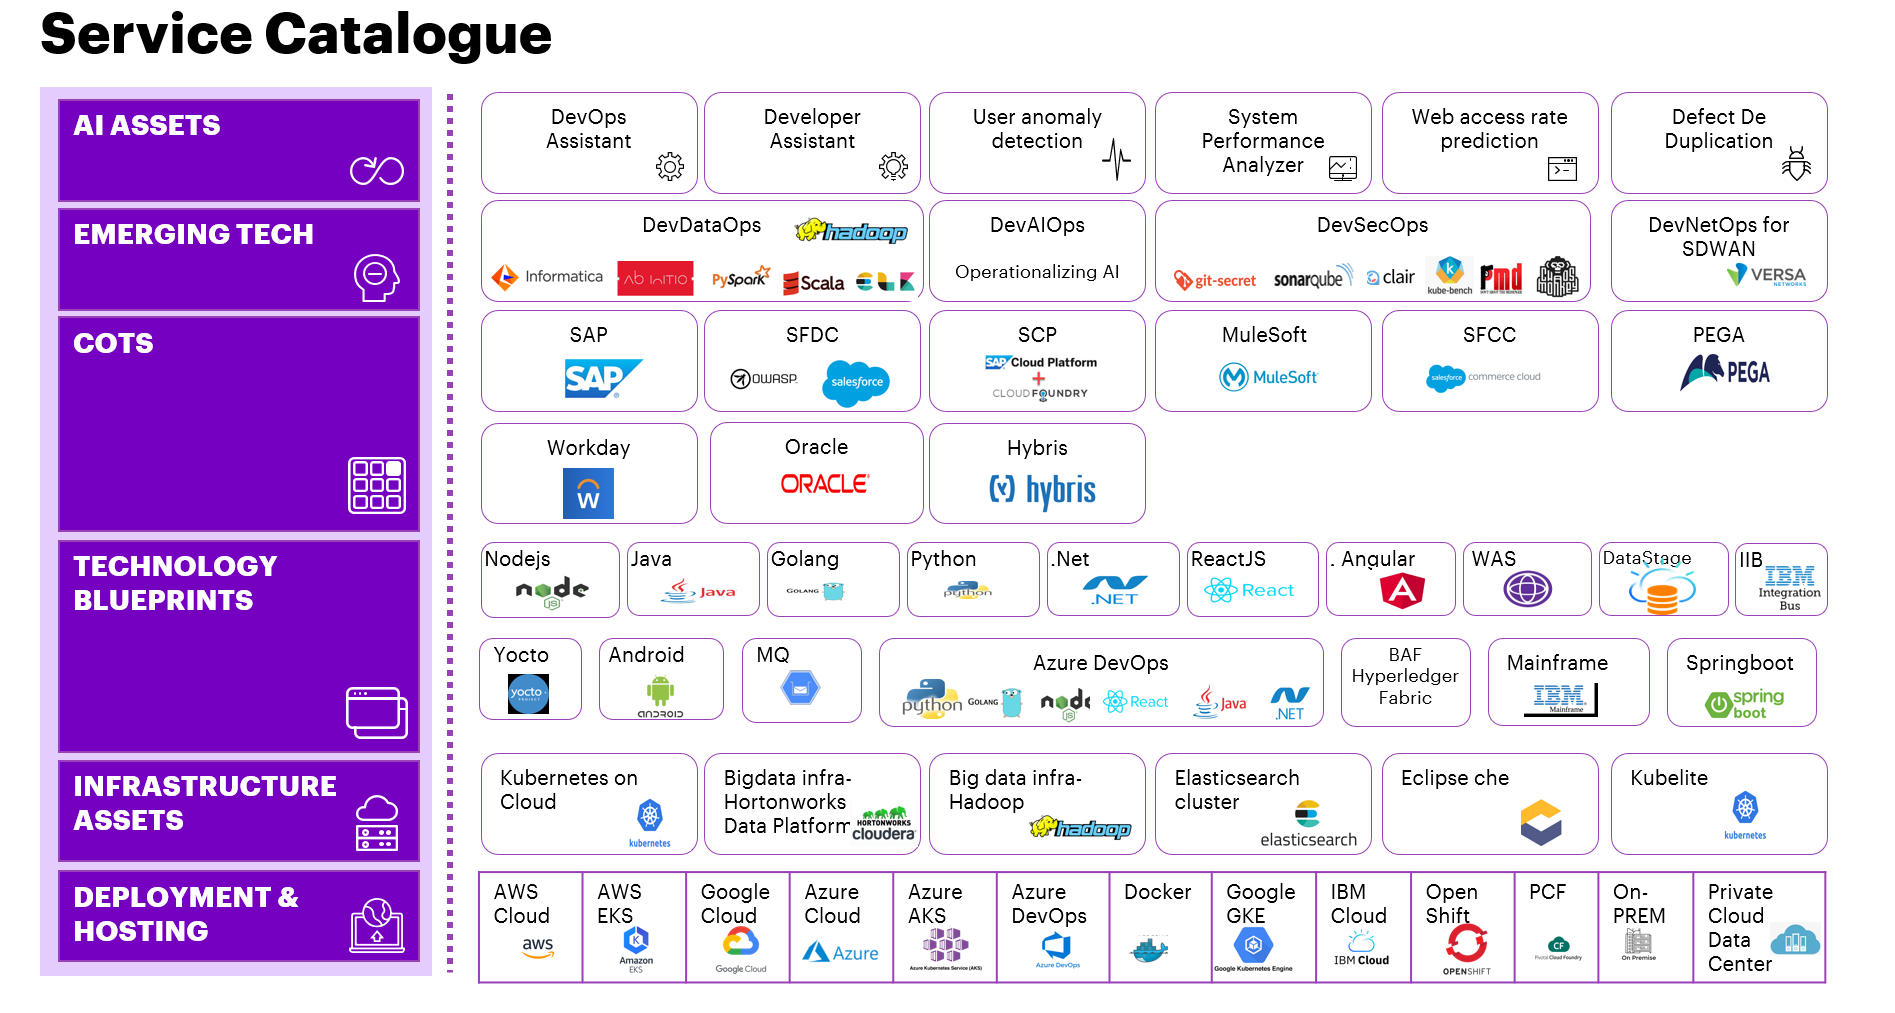 Service Catalogue
AI ASSETS
DevOps
Assistant
Developer
Assistant
User anomaly
detection
System
Performance
Analyzer
Web access rate
prediction
Defect De
Duplication
EMERGING TECH
DevDataOps
hadoop
Informatica
Ab INITIO
PySpark
Scala
ELK
DevAIOps
Operationalizing AI
DevSecOps
git-secret
sonarqube
clair
kube-bench
pmd
DON'T SHOOT THE MESSENGER
CHAOS
MONKEY
DevNetOps for
SDWAN
VERSA
NETWORKS
COTS
SAP
SAP
SFDC
OWASP
salesforce
SCP
SAP Cloud Platform
+
CLOUD FOUNDRY
MuleSoft
MuleSoft
SFCC
salesforce commerce cloud
PEGA
PEGA
Workday
W
Oracle
ORACLE
Hybris
(Y) hybris
TECHNOLOGY
BLUEPRINTS
Nodejs
node
JS
Java
Java
Golang
GOLANG
Python
python
.Net
.NET
ReactJS
React
. Angular
A
WAS
DataStage
IIB
IBM
Integration
Bus
Yocto
yocto
PROJECT
Android
ANDROID
MQ
Azure DevOps
python
GOLANG
node
JS
React
Java
.NET
BAF
Hyperledger
Fabric
Mainframe
IBM
Mainframe
Springboot
spring
boot
INFRASTRUCTURE
ASSETS
Kubernetes on
Cloud
kubernetes
Bigdata infra-
Hortonworks
Data Platform
HORTONWORKS
cloudera
Big data infra-
Hadoop
hadoop
Elasticsearch
cluster
elasticsearch
Eclipse che
Kubelite
kubernetes
DEPLOYMENT &
HOSTING
AWS
Cloud
aws
AWS
EKS
K
Amazon
EKS
Google
Cloud
Google Cloud
Azure
Cloud
Azure
Azure
AKS
Azure Kubernetes Service (AKS)
Azure
DevOps
Azure DevOps
Docker
Google
GKE
Google Kubernetes Engine
IBM
Cloud
IBM Cloud
Open
Shift
OPENSHIFT
PCF
CF
Pivotal Cloud Foundry
On-
PREM
On Premise
Private
Cloud
Data
Center